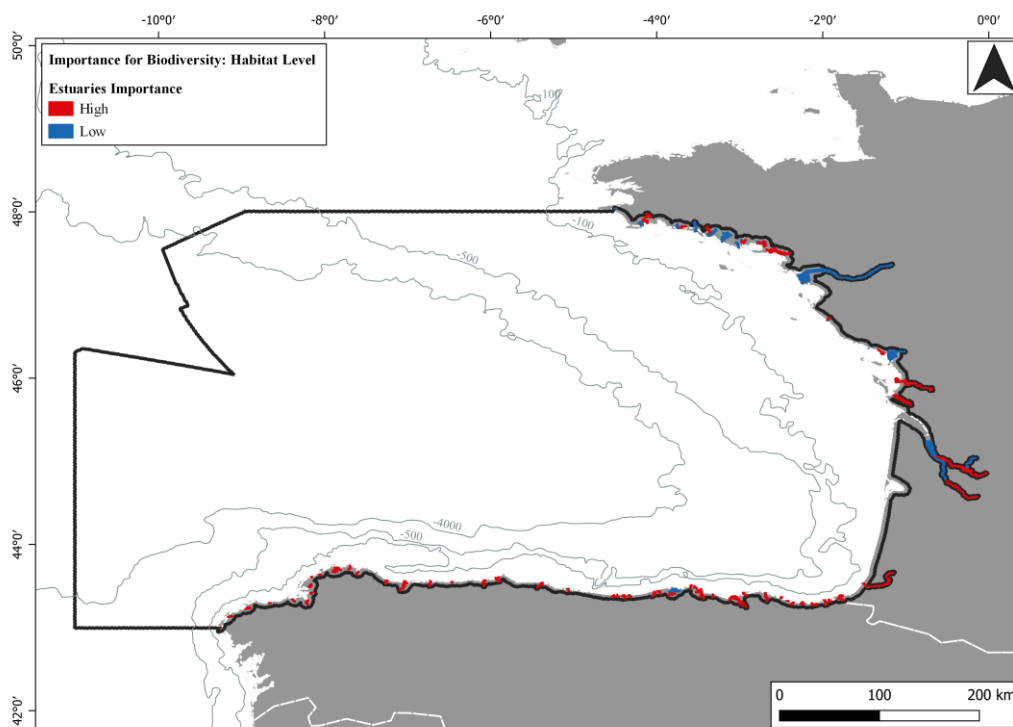 -10°0' -8°0' -6°0' -4°0' -2°0' 0°0'
50°0'
Importance for Biodiversity: Habitat Level
Estuaries Importance
High
Low
-100
48°0'
-100
-500
46°0'
-4000
-500
44°0'
42°0'
0 100 200 km